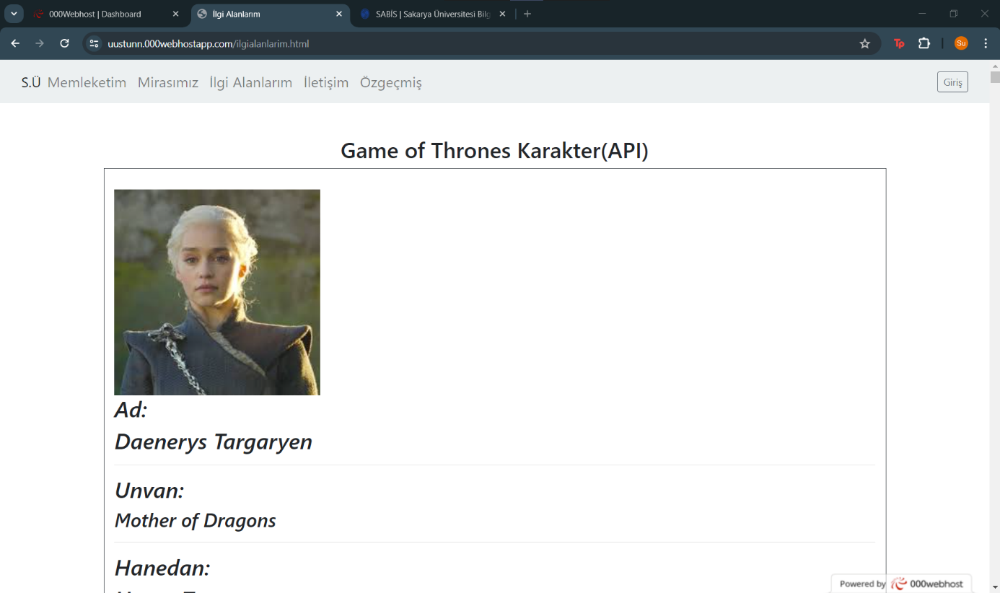 000Webhost | Dashboard
İlgi Alanlarım
SABİS | Sakarya Üniversitesi Bilg
uustunn.000webhostapp.com/ilgialanlarim.html
Tp
Su
S.Ü Memleketim Mirasımız İlgi Alanlarım İletişim Özgeçmiş
Giriş
Game of Thrones Karakter(API)
Ad:
Daenerys Targaryen
Unvan:
Mother of Dragons
Hanedan:
Powered by 000webhost